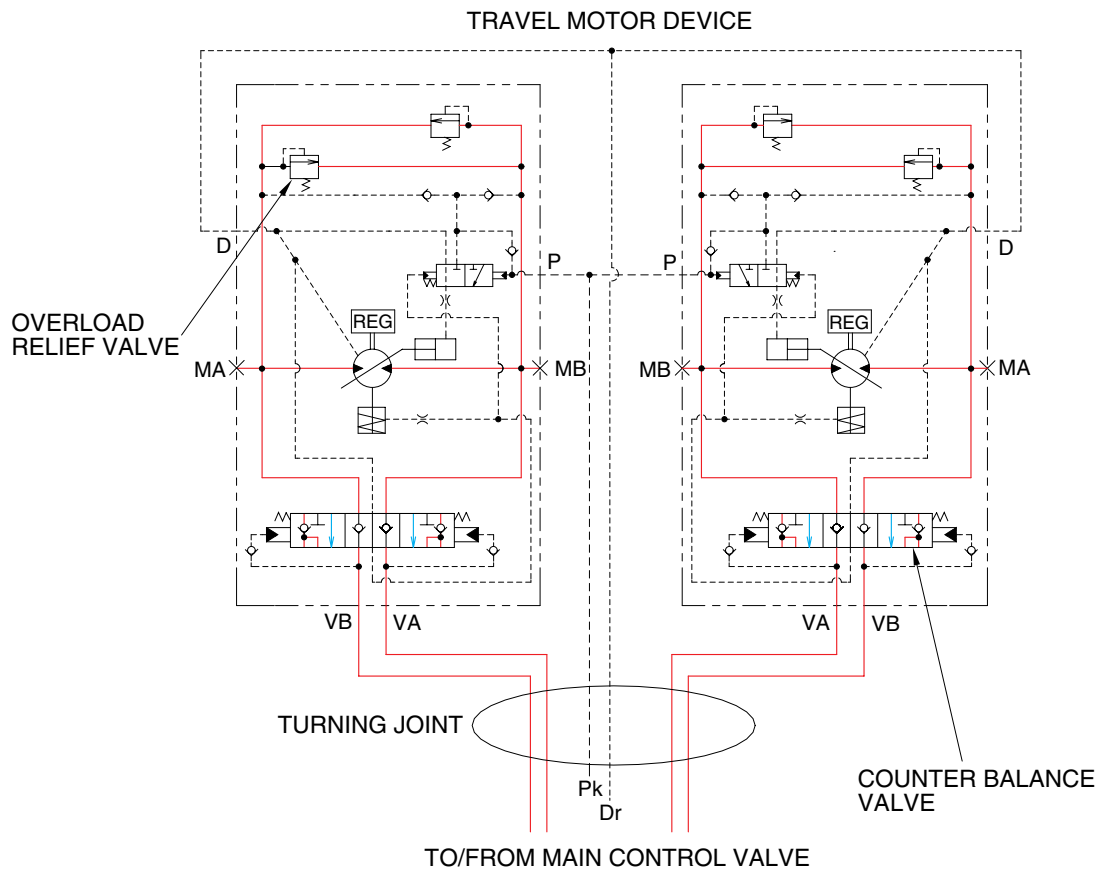 TRAVEL MOTOR DEVICE
D
P
P
D
OVERLOAD
RELIEF VALVE
REG
REG
MA
MB
MB
MA
VB
VA
VA
VB
TURNING JOINT
Pk
Dr
COUNTER BALANCE
VALVE
TO/FROM MAIN CONTROL VALVE